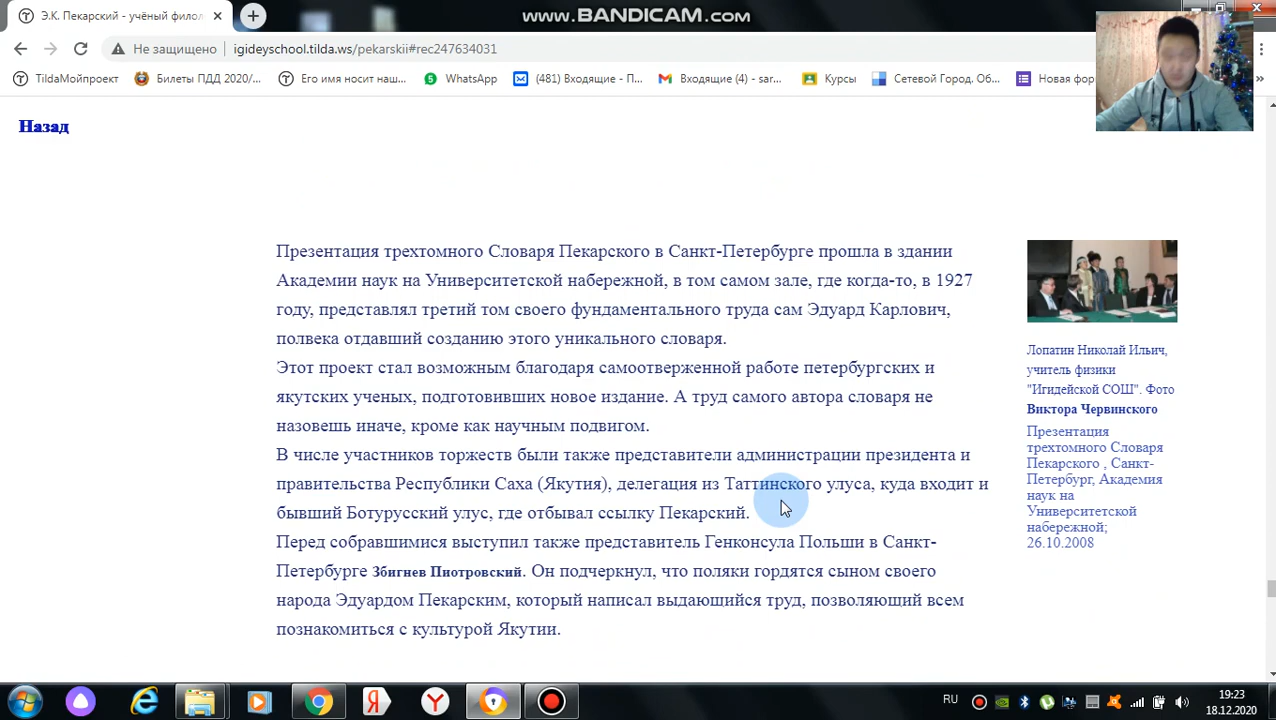 Э.К. Пекарский - учёный филол
www.BANDICAM.com
Не защищено
igideyschool.tilda.ws/pekarskii#rec247634031
TildaМойпроект
Билеты ПДД 2020/...
Его имя носит наш...
WhatsApp
(481) Входящие - П...
Входящие (4) - sar...
Курсы
Сетевой Город. Об...
Новая фор
Назад
Презентация трехтомного Словаря Пекарского в Санкт-Петербурге прошла в здании
Академии наук на Университетской набережной, в том самом зале, где когда-то, в 1927
году, представлял третий том своего фундаментального труда сам Эдуард Карлович,
полвека отдавший созданию этого уникального словаря.
Этот проект стал возможным благодаря самоотверженной работе петербургских и
якутских ученых, подготовивших новое издание. А труд самого автора словаря не
назовешь иначе, кроме как научным подвигом.
В числе участников торжеств были также представители администрации президента и
правительства Республики Саха (Якутия), делегация из Таттинского улуса, куда входит и
бывший Ботурусский улус, где отбывал ссылку Пекарский.
Перед собравшимися выступил также представитель Генконсула Польши в Санкт-
Петербурге Збигнев Пиотровский. Он подчеркнул, что поляки гордятся сыном своего
народа Эдуардом Пекарским, который написал выдающийся труд, позволяющий всем
познакомиться с культурой Якутии.
Лопатин Николай Ильич,
учитель физики
"Игидейской СОШ". Фото
Виктора Червинского
Презентация
трехтомного Словаря
Пекарского , Санкт-
Петербург, Академия
наук на
Университетской
набережной;
26.10.2008
RU
19:23
18.12.2020